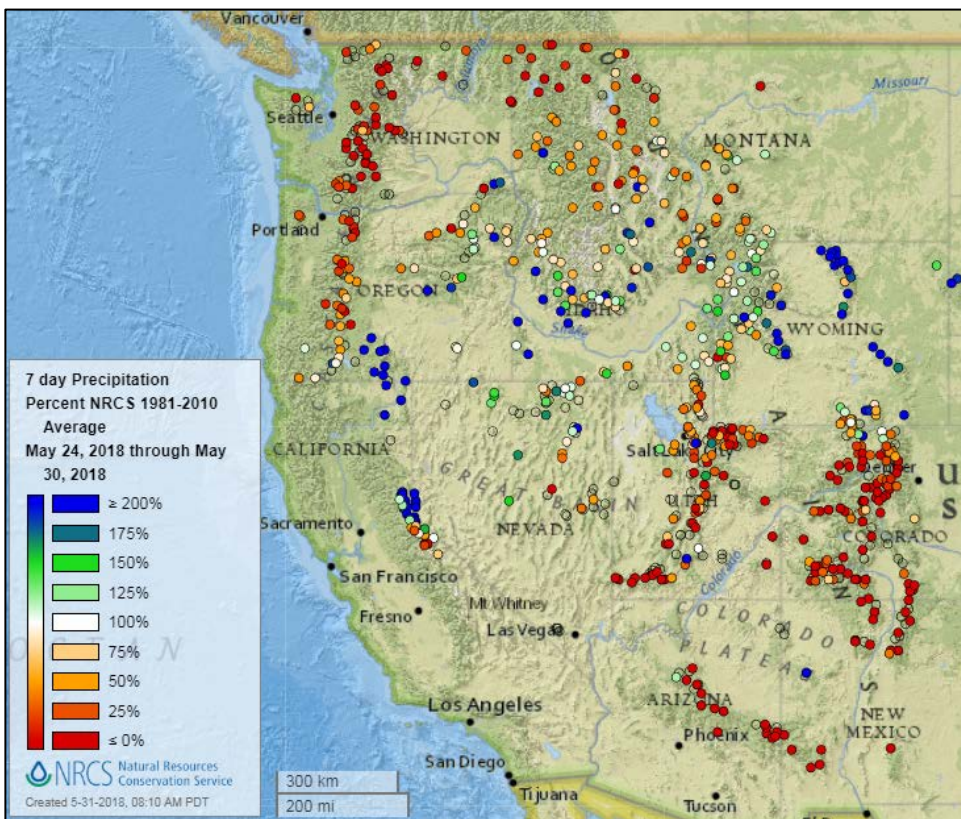 Vancouver
Columbia
Missouri
Seattle
WASHINGTON
MONTANA
Portland
OREGON
IDAHO
Snake
WYOMING
7 day Precipitation
Percent NRCS 1981-2010
Average
May 24, 2018 through May
30, 2018
≥ 200%
175%
150%
125%
100%
75%
50%
25%
≤ 0%
NRCS Natural Resources
Conservation Service
Created 5-31-2018, 08:10 AM PDT
CALIFORNIA
Salt Lake City
Denver
GREAT BASIN
UTAH
U
S
NEVADA
Sacramento
COLORADO
San Francisco
Colorado
Mt Whitney
Fresno
Las Vegas
COLORADO
PLATEAU
OCEAN
ARIZONA
Los Angeles
NEW
MEXICO
Phoenix
San Diego
Tijuana
300 km
200 mi
Tucson